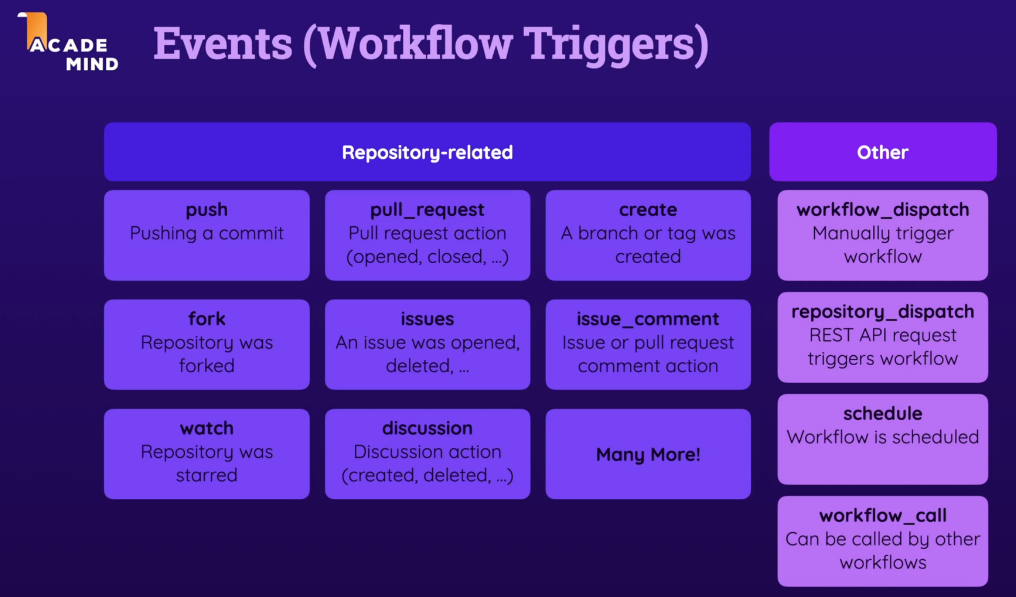 ACADE
MIND
Events (Workflow Triggers)
Repository-related
push
Pushing a commit
pull_request
Pull request action
(opened, closed, ...)
create
A branch or tag was
created
fork
Repository was
forked
issues
An issue was opened,
deleted, ...
issue_comment
Issue or pull request
comment action
watch
Repository was
starred
discussion
Discussion action
(created, deleted, ...)
Many More!
Other
workflow_dispatch
Manually trigger
workflow
repository_dispatch
REST API request
triggers workflow
schedule
Workflow is scheduled
workflow_call
Can be called by other
workflows